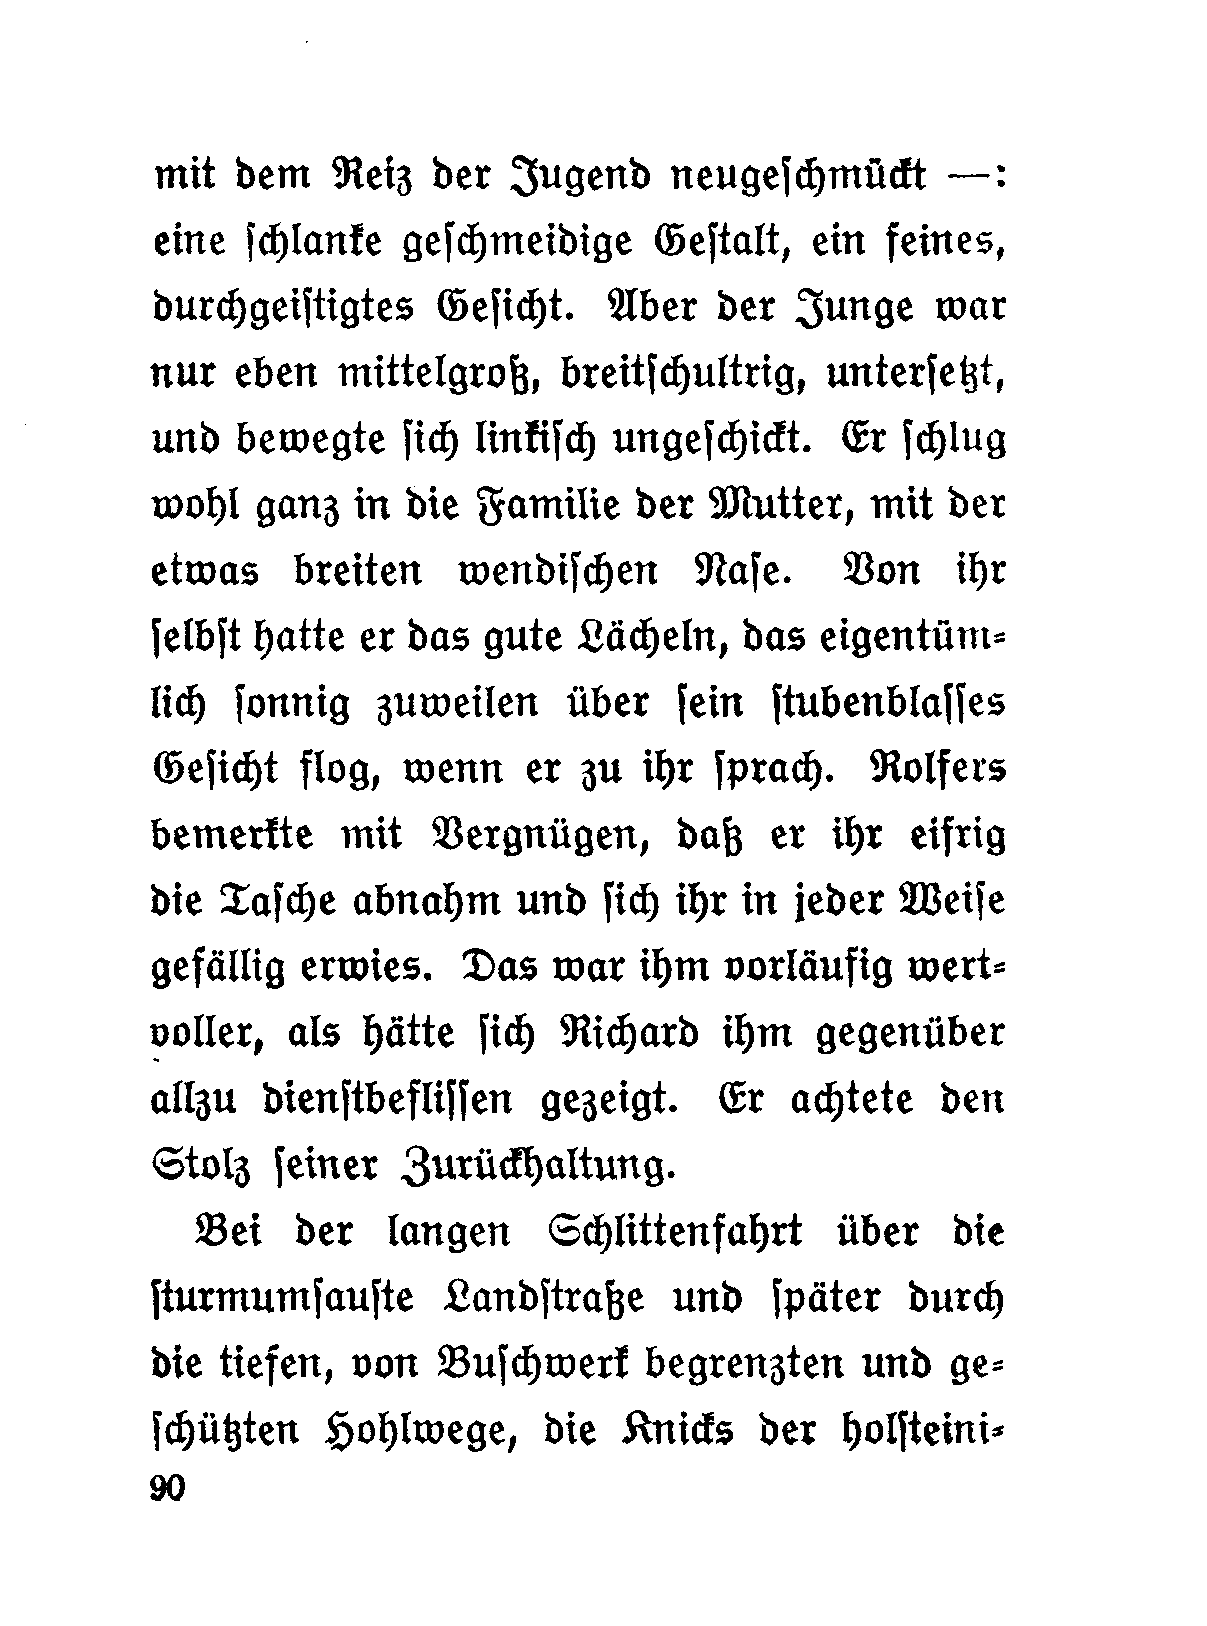 mit dem Reiz der Jugend neugeschmückt —:
eine schlanke geschmeidige Gestalt, ein feines,
durchgeistigtes Gesicht. Aber der Junge war
nur eben mittelgroß, breitschultrig, untersetzt,
und bewegte sich linkisch ungeschickt. Er schlug
wohl ganz in die Familie der Mutter, mit der
etwas breiten wendischen Nase. Von ihr
selbst hatte er das gute Lächeln, das eigentüm-
lich sonnig zuweilen über sein stubenblasses
Gesicht flog, wenn er zu ihr sprach. Rolfers
bemerkte mit Vergnügen, daß er ihr eifrig
die Tasche abnahm und sich ihr in jeder Weise
gefällig erwies. Das war ihm vorläufig wert-
voller, als hätte sich Richard ihm gegenüber
allzu dienstbeflissen gezeigt. Er achtete den
Stolz seiner Zurückhaltung.
Bei der langen Schlittenfahrt über die
sturmumsauste Landstraße und später durch
die tiefen, von Buschwerk begrenzten und ge-
schützten Hohlwege, die Knicks der holsteini-
90